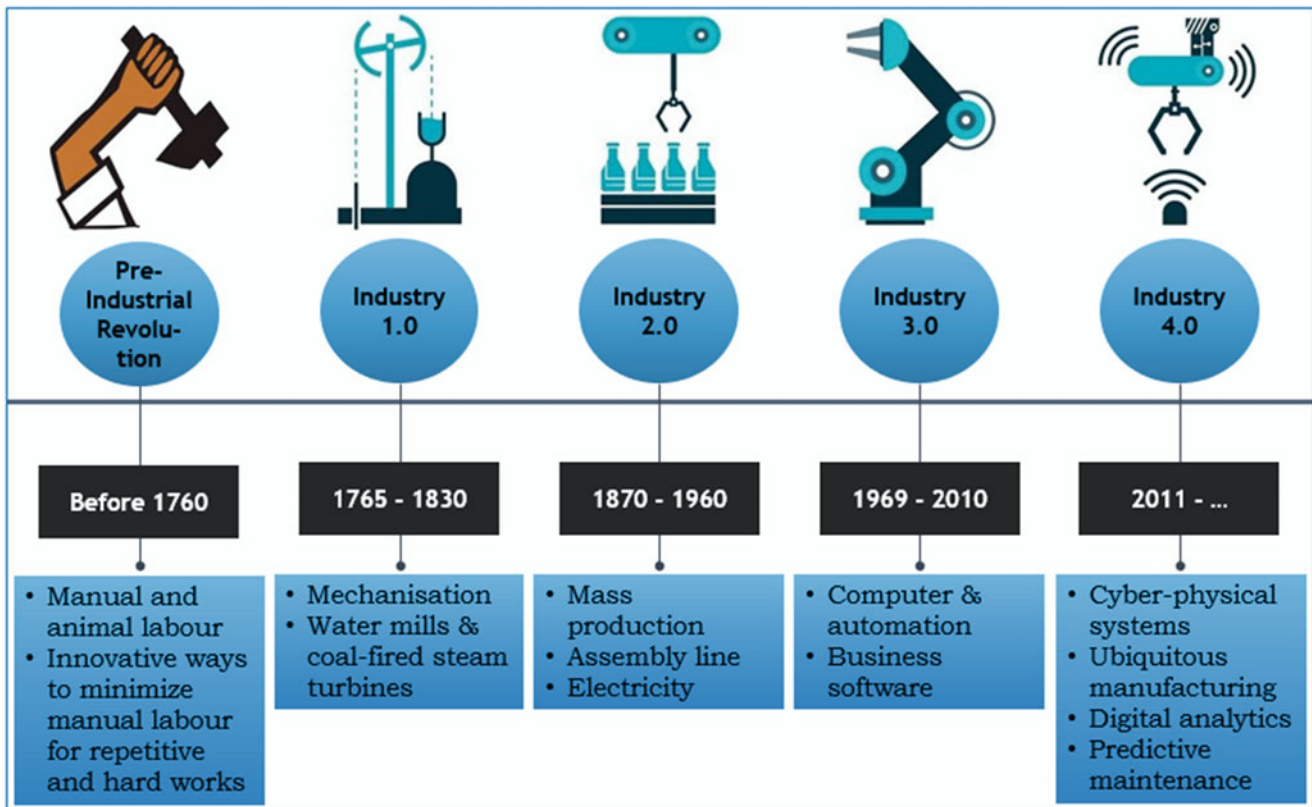 Pre-
Industrial
Revolu-
tion
Industry
1.0
Industry
2.0
Industry
3.0
Industry
4.0
Before 1760
1765 - 1830
1870 - 1960
1969 - 2010
2011 - ...
• Manual and
animal labour
• Innovative ways
to minimize
manual labour
for repetitive
and hard works
• Mechanisation
• Water mills &
coal-fired steam
turbines
• Mass
production
• Assembly line
• Electricity
• Computer &
automation
• Business
software
• Cyber-physical
systems
• Ubiquitous
manufacturing
• Digital analytics
• Predictive
maintenance